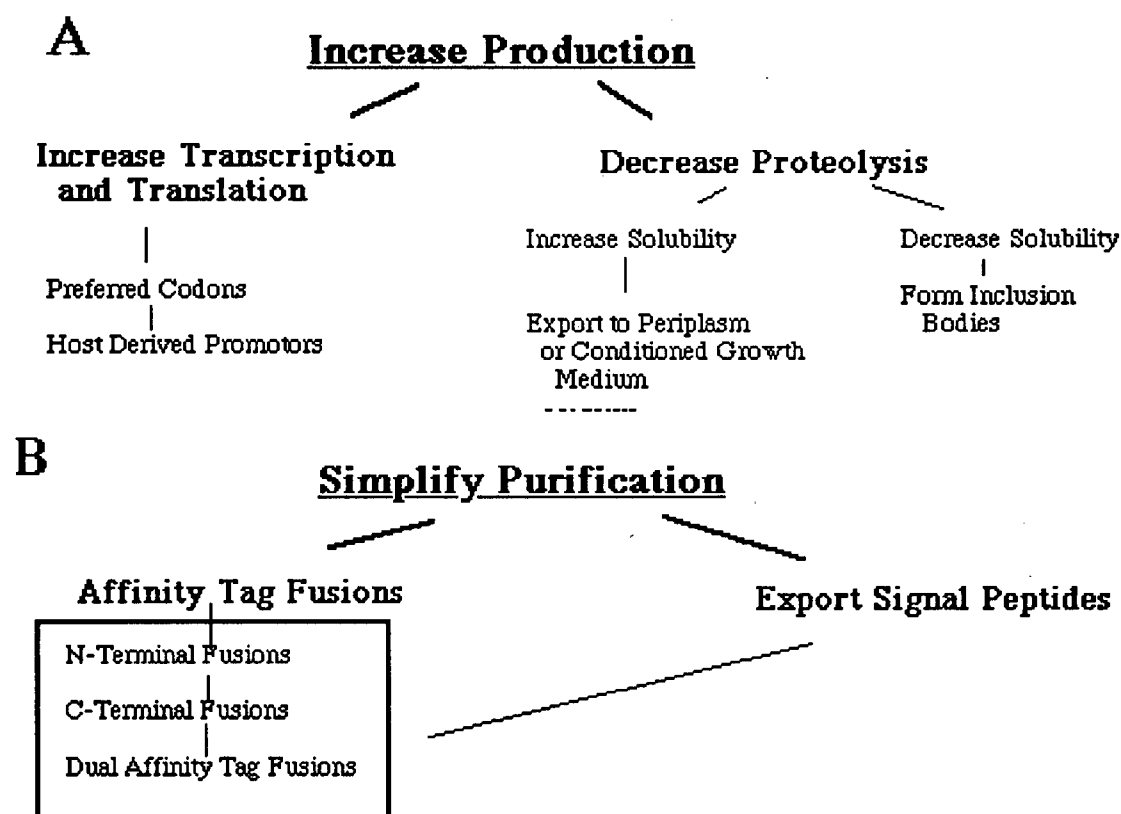 A
Increase Production
Increase Transcription
and Translation
Preferred Codons
Host Derived Promotors
Decrease Proteolysis
Increase Solubility
Export to Periplasm
or Conditioned Growth
Medium
Decrease Solubility
Form Inclusion
Bodies
B
Simplify Purification
Affinity Tag Fusions
N-Terminal Fusions
C-Terminal Fusions
Dual Affinity Tag Fusions
Export Signal Peptides